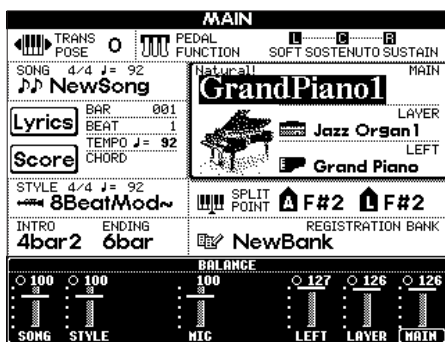 MAIN
TRANS
POSE 0
PEDAL
FUNCTION
L C R
SOFT SOSTENUTO SUSTAIN
SONG 4/4 ♩= 92
NewSong
Lyrics
Score
BAR 001
BEAT 1
TEMPO ♩= 92
CHORD
Natural! MAIN
GrandPiano1
LAYER
Jazz Organ1
LEFT
Grand Piano
STYLE 4/4 ♩= 92
8BeatMod~
SPLIT
POINT A F#2 L F#2
INTRO ENDING
4bar2 6bar
REGISTRATION BANK
NewBank
BALANCE
100 100 100 127 126 126
SONG STYLE MIC LEFT LAYER MAIN